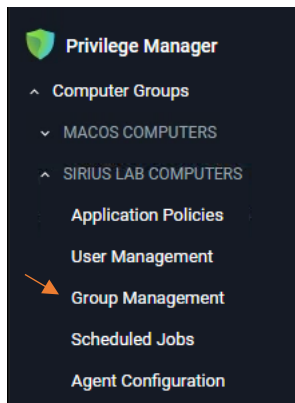 Privilege Manager
Computer Groups
MACOS COMPUTERS
SIRIUS LAB COMPUTERS
Application Policies
User Management
Group Management
Scheduled Jobs
Agent Configuration